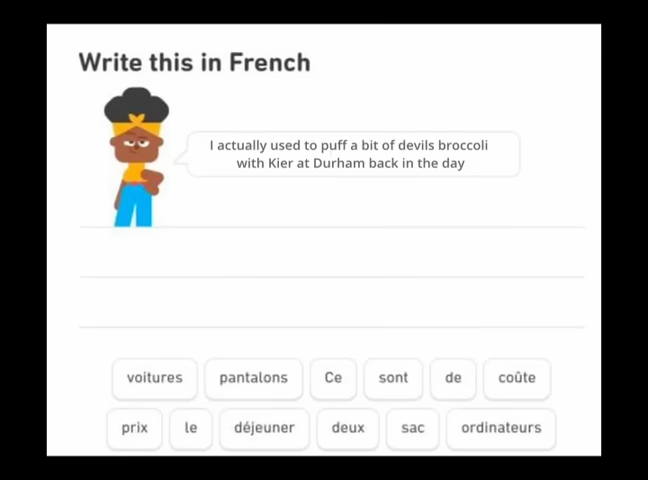 Write this in French
I actually used to puff a bit of devils broccoli
with Kier at Durham back in the day
voitures pantalons Ce sont de coûte
prix le déjeuner deux sac ordinateurs